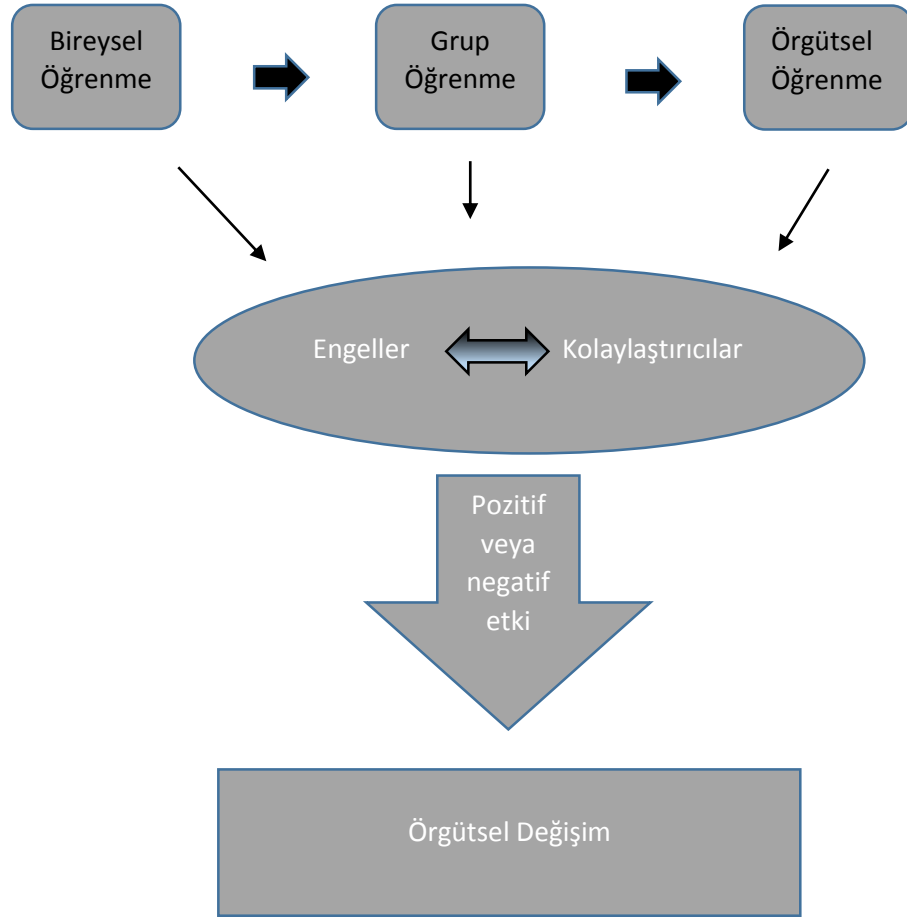 Bireysel
Öğrenme
Grup
Öğrenme
Örgütsel
Öğrenme
Engeller
Kolaylaştırıcılar
Pozitif
veya
negatif
etki
Örgütsel Değişim